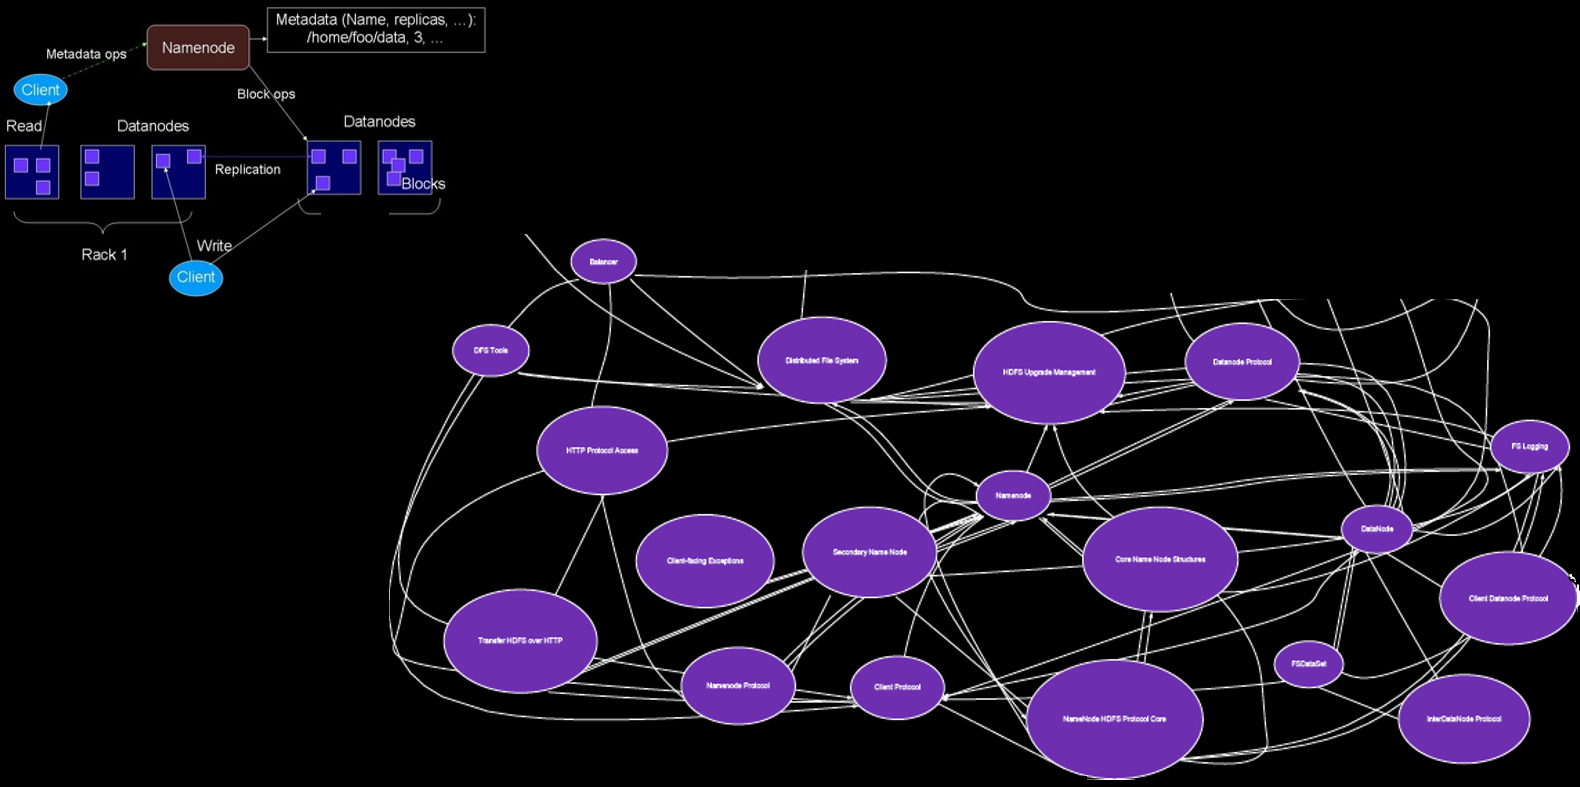 Metadata (Name, replicas, ...):
/home/foo/data, 3, ...
Namenode
Metadata ops
Client
Block ops
Read
Datanodes
Datanodes
Replication
Blocks
Write
Rack 1
Client
Balancer
DFS Tools
Distributed File System
HDFS Upgrade Management
Datanode Protocol
HTTP Protocol Access
FS Logging
Namenode
DataNode
Secondary Name Node
Client-facing Exceptions
Core Name Node Structures
Client Datanode Protocol
Transfer HDFS over HTTP
FSDataSet
Namenode Protocol
Client Protocol
NameNode HDFS Protocol Core
InterDataNode Protocol